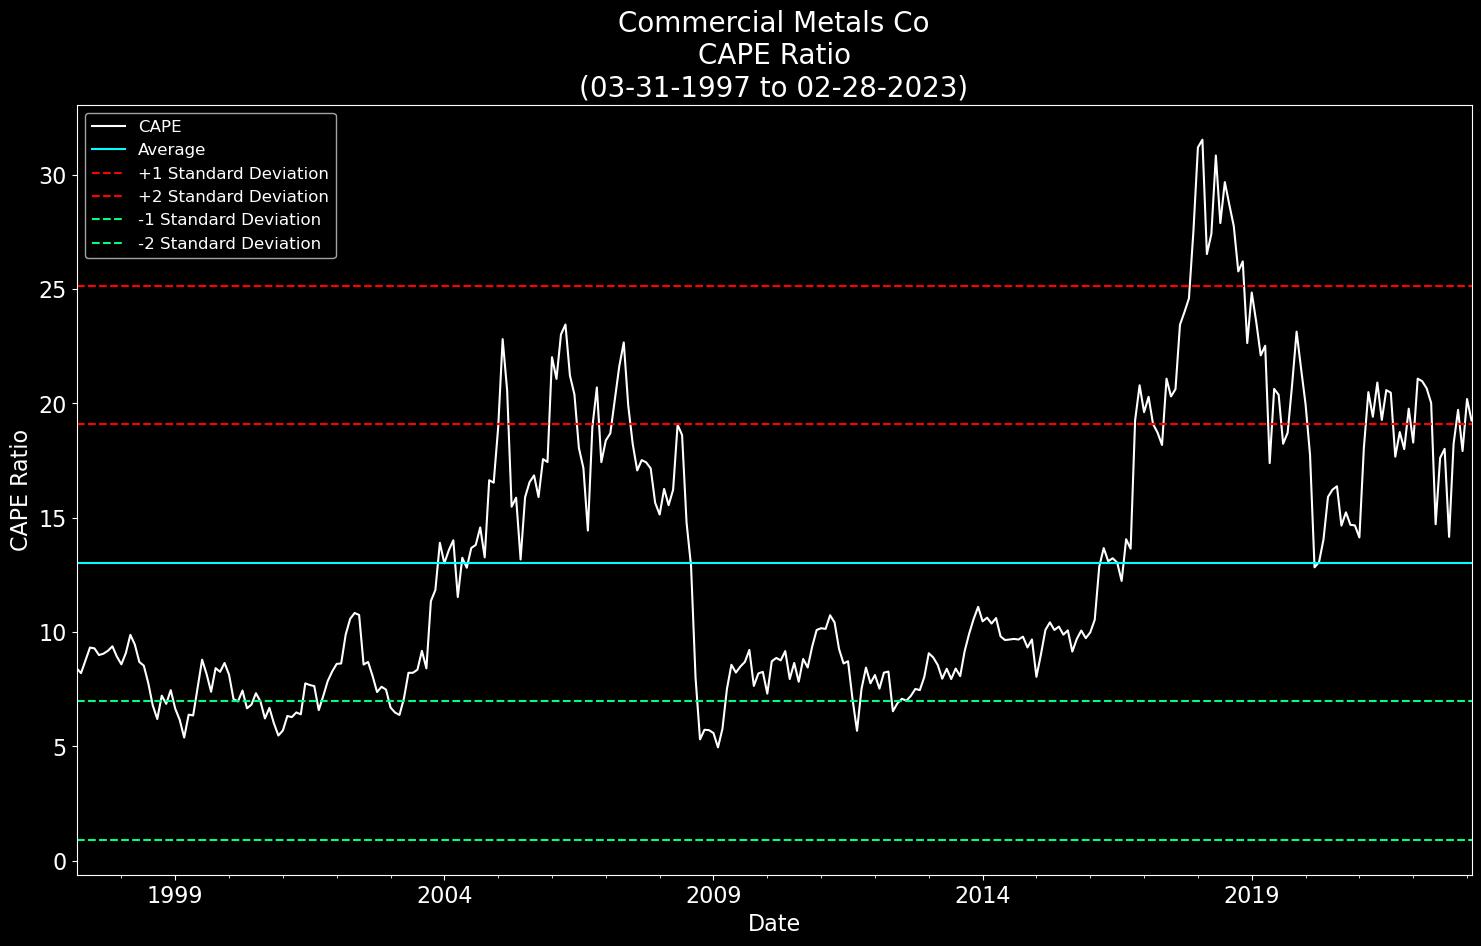 Commercial Metals Co
CAPE Ratio
(03-31-1997 to 02-28-2023)
CAPE
Average
+1 Standard Deviation
+2 Standard Deviation
-1 Standard Deviation
-2 Standard Deviation
30
25
20
15
10
5
0
CAPE Ratio
1999 2004 2009 2014 2019
Date